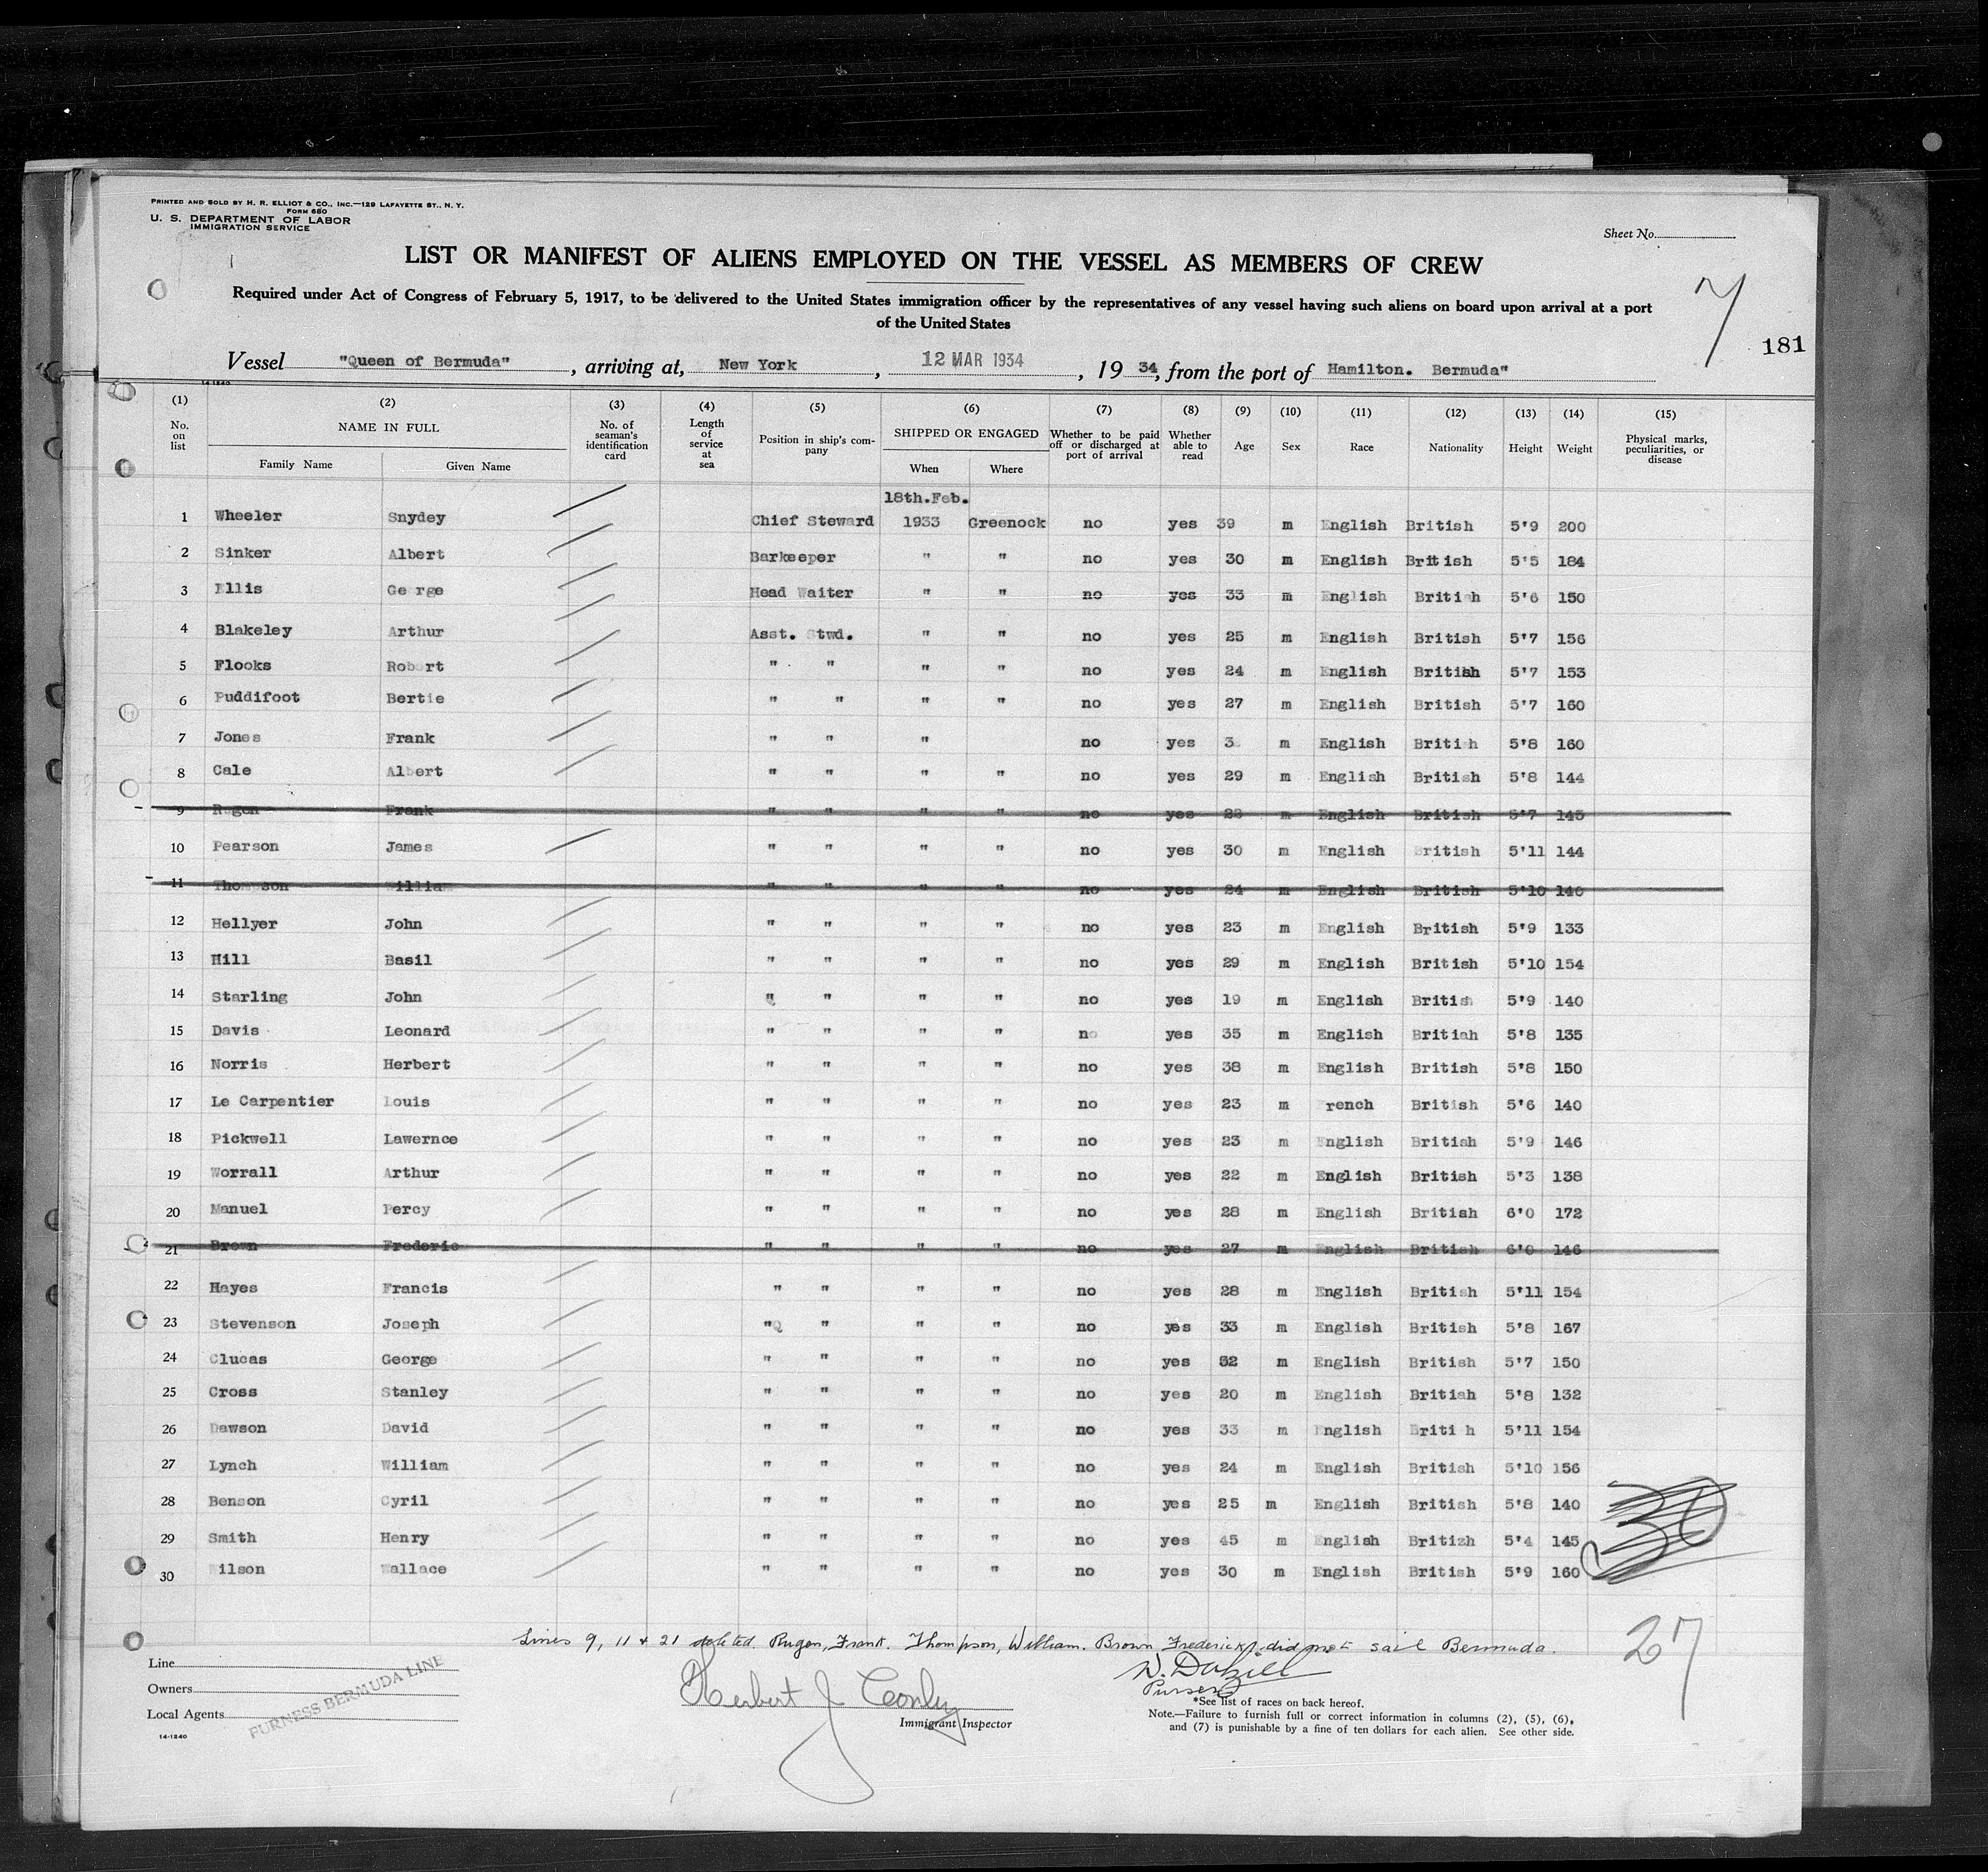 PRINTED AND SOLD BY H. R. ELLIOT & CO., INC.—129 LAFAYETTE ST., N. Y.
FORM 680
U. S. DEPARTMENT OF LABOR
IMMIGRATION SERVICE
Sheet No.
LIST OR MANIFEST OF ALIENS EMPLOYED ON THE VESSEL AS MEMBERS OF CREW
Required under Act of Congress of February 5, 1917, to be delivered to the United States immigration officer by the representatives of any vessel having such aliens on board upon arrival at a port
of the United States
7
181
Vessel "Queen of Bermuda", arriving at, New York, 12 MAR 1934, 19 34, from the port of Hamilton. Bermuda"
14-1240
(1) (2) (3) (4) (5) (6) (7) (8) (9) (10) (11) (12) (13) (14) (15)
No. on list NAME IN FULL Family Name Given Name No. of seaman's identification card Length of service at sea Position in ship's company SHIPPED OR ENGAGED When Where Whether to be paid off or discharged at port of arrival Whether able to read Age Sex Race Nationality Height Weight Physical marks, peculiarities, or disease
18th.Feb.
1 Wheeler Snydey Chief Steward 1933 Greenock no yes 39 m English British 5'9 200
2 Sinker Albert Barkeeper " " no yes 30 m English British 5'5 184
3 Ellis Ge rge Head Waiter " " no yes 33 m English Briti h 5'6 150
4 Blakeley Arthur Asst. Stwd. " " no yes 25 m English British 5'7 156
5 Flooks Rob rt " " " " no yes 24 m English British 5'7 153
6 Puddifoot Bertie " " " " no yes 27 m English British 5'7 160
7 Jones Frank " " " no yes 3 m English Briti h 5'8 160
8 Cale Albert " " " " no yes 29 m English British 5'8 144
9 Rugen Frank " " " " no yes m English British 5'7 145
10 Pearson James " " " " no yes 30 m English British 5'11 144
11 Tho son illia " " " " no yes 24 m English British 5'10 140
12 Hellyer John " " " " no yes 23 m English British 5'9 133
13 Hill Basil " " " " no yes 29 m English British 5'10 154
14 Starling John " " " " no yes 19 m English British 5'9 140
15 Davis Leonard " " " " no yes 35 m English British 5'8 135
16 Norris Herbert " " " " no yes 38 m English British 5'8 150
17 Le Carpentier Louis " " " " no yes 23 m rench British 5'6 140
18 Pickwell Lawernce " " " " no yes 23 m English British 5'9 146
19 Worrall Arthur " " " " no yes 22 m English British 5'3 138
20 Manuel Percy " " " " no yes 28 m English British 6'0 172
21 Brown Frederic " " " " no yes 27 m English British 6'0 146
22 Hayes Francis " " " " no yes 28 m English British 5'11 154
23 Stevenson Joseph " " " " no yes 33 m English British 5'8 167
24 Clucas George " " " " no yes 32 m English British 5'7 150
25 Cross Stanley " " " " no yes 20 m English British 5'8 132
26 Dawson David " " " " no yes 33 m English Briti h 5'11 154
27 Lynch William " " " " no yes 24 m English British 5'10 156
28 Benson Cyril " " " " no yes 25 m English British 5'8 140
29 Smith Henry " " " " no yes 45 m English Britizh 5'4 145
30 ilson Wallace " " " " no yes 30 m English British 5'9 160
30
Lines 9, 11 & 21 deleted. Rugen, Frank. Thompson, William. Brown Frederick, did not sail Bermuda.
27
Line
Owners
Local Agents
FURNESS BERMUDA LINE
14-1240
Herbert J Conly
Immigrant Inspector
Purser
*See list of races on back hereof.
Note.—Failure to furnish full or correct information in columns (2), (5), (6),
and (7) is punishable by a fine of ten dollars for each alien. See other side.